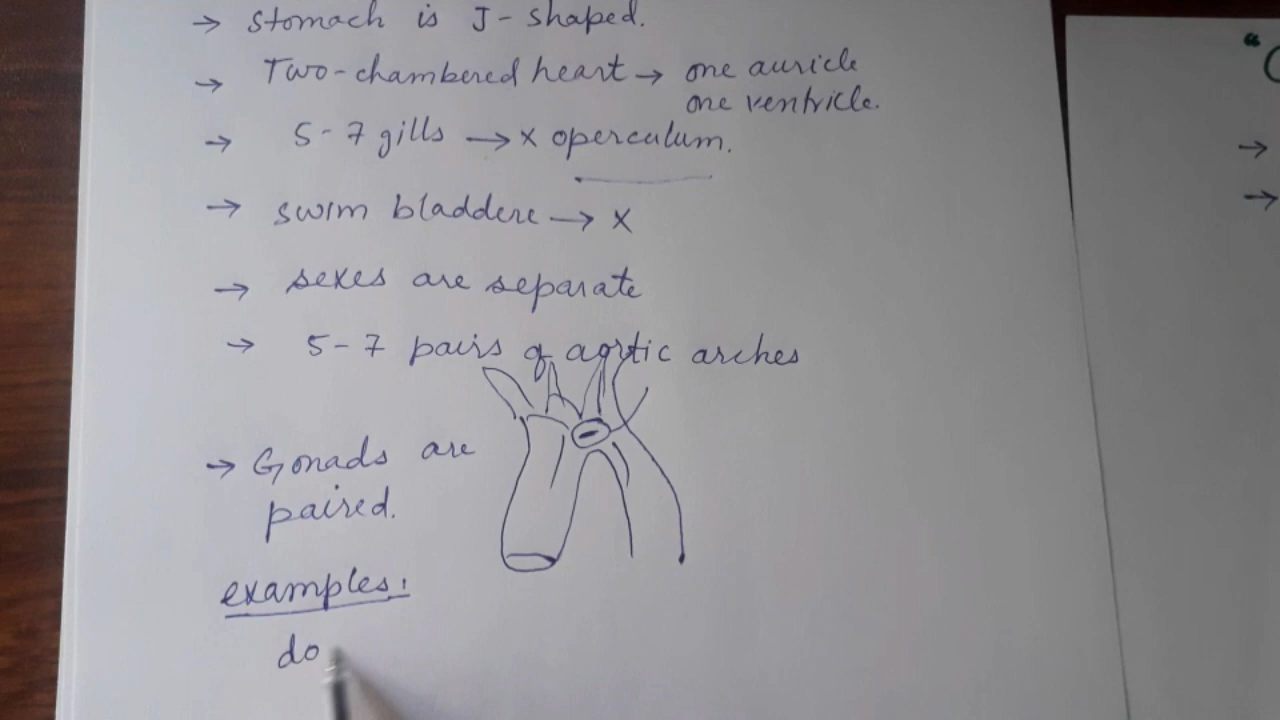 → stomach is J-shaped.
→ Two-chambered heart → one auricle
one ventricle.
→ 5-7 gills → x operculum.
→ swim bladdere → x
→ sexes are separate
→ 5-7 pairs of aortic arches
→ Gonads are
paired.
examples:
do
→
→